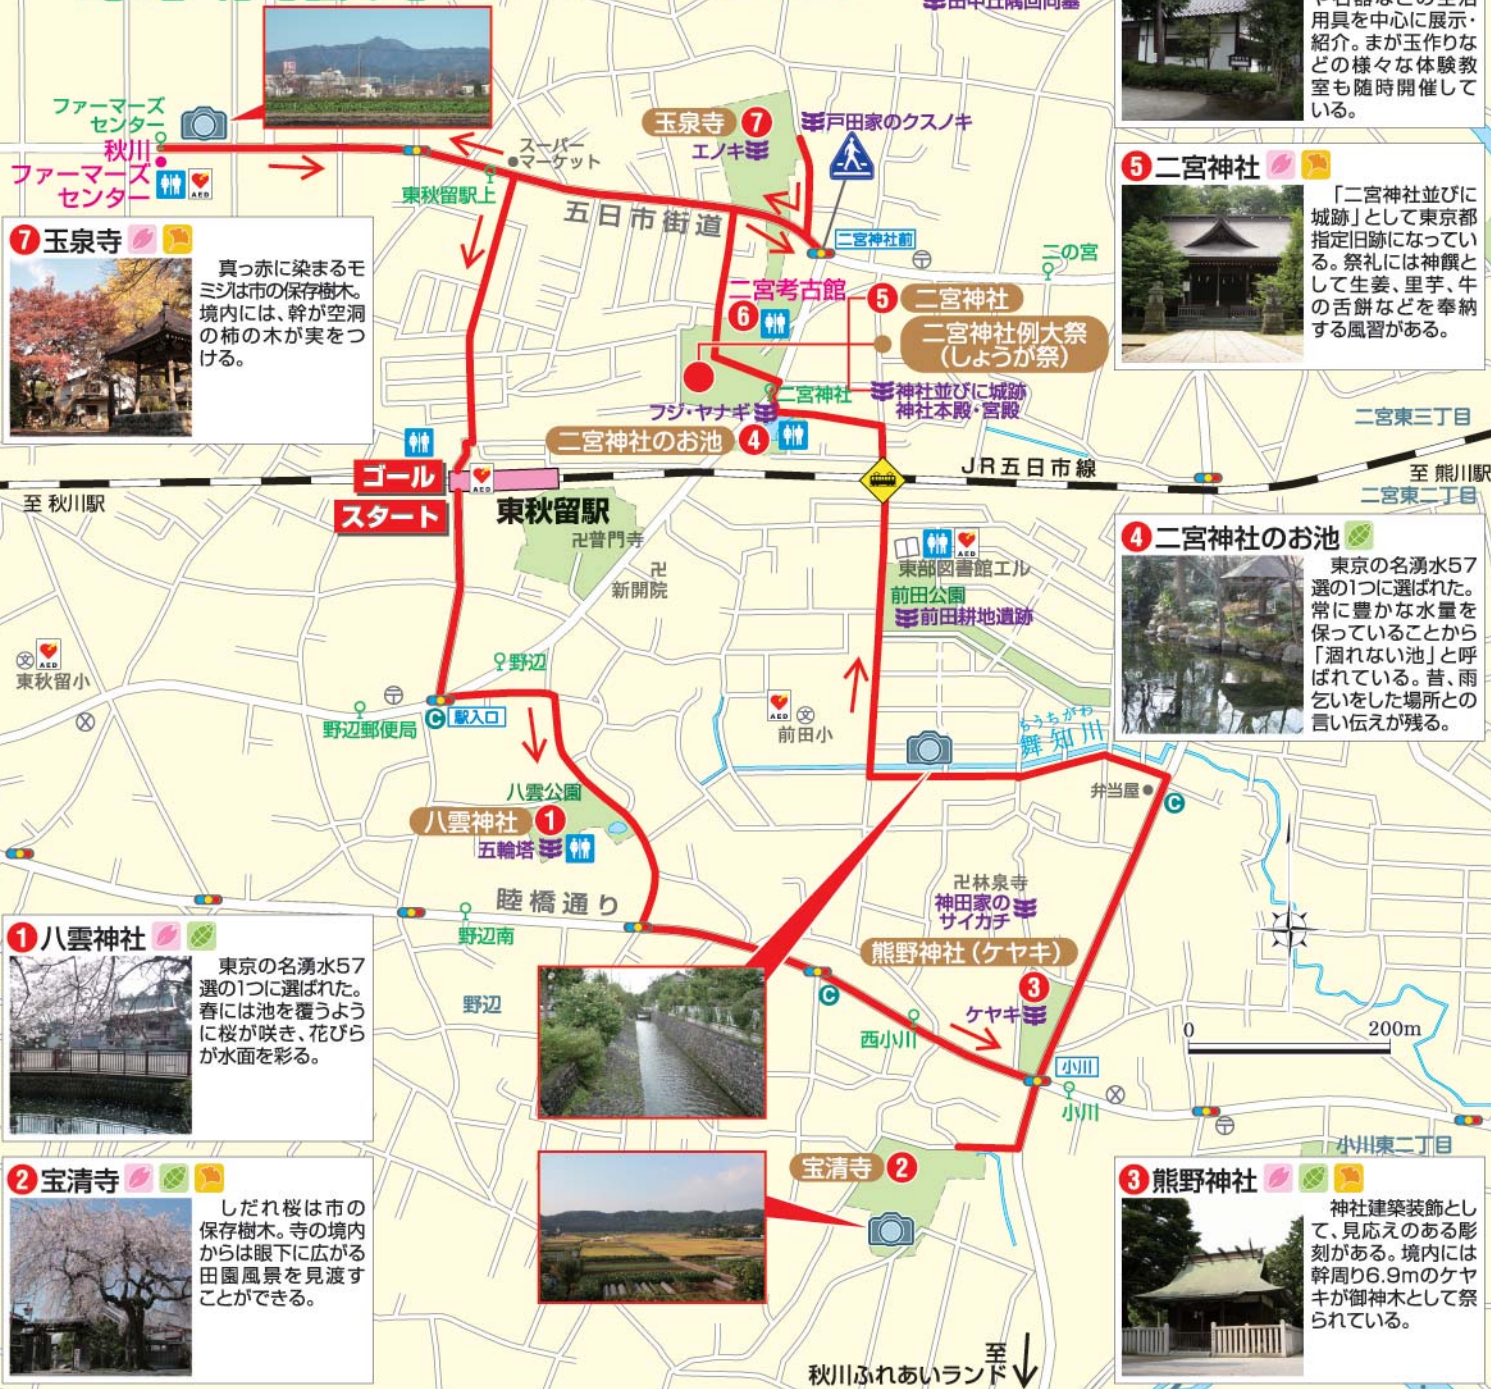 用具を中心に展示・
紹介。まが玉作りな
どの様々な体験教
室も随時開催して
いる。
ファーマーズ
センター
秋川
ファーマーズ
センター
AED
スーパー
マーケット
東秋留駅上
五日市街道
玉泉寺 7
エノキ
戸田家のクスノキ
二宮神社前
二の宮
二宮考古館
6
5 二宮神社
二宮神社例大祭
(しょうが祭)
二宮神社
神社並びに城跡
神社本殿・宮殿
フジ・ヤナギ
二宮神社のお池 4
7 玉泉寺
真っ赤に染まるモ
ミジは市の保存樹木。
境内には、幹が空洞
の柿の木が実をつ
ける。
5 二宮神社
「二宮神社並びに
城跡」として東京都
指定旧跡になってい
る。祭礼には神饌と
して生姜、里芋、牛
の舌餅などを奉納
する風習がある。
二宮東三丁目
JR五日市線
至 熊川駅
二宮東二丁目
至 秋川駅
ゴール
スタート
AED
東秋留駅
卍普門寺
卍
新開院
AED
東部図書館エル
前田公園
前田耕地遺跡
4 二宮神社のお池
東京の名湧水57
選の1つに選ばれた。
常に豊かな水量を
保っていることから
「涸れない池」と呼
ばれている。昔、雨
乞いをした場所との
言い伝えが残る。
文
AED
東秋留小
野辺
〒
野辺郵便局
C
駅入口
AED
文
前田小
もうちがわ
舞知川
弁当屋
C
八雲公園
八雲神社 1
五輪塔
睦橋通り
野辺南
野辺
卍林泉寺
神田家の
サイカチ
熊野神社(ケヤキ)
3
ケヤキ
C
西小川
小川
小川
〒
0 200m
小川東二丁目
宝清寺 2
1 八雲神社
東京の名湧水57
選の1つに選ばれた。
春には池を覆うよう
に桜が咲き、花びら
が水面を彩る。
2 宝清寺
しだれ桜は市の
保存樹木。寺の境内
からは眼下に広がる
田園風景を見渡す
ことができる。
3 熊野神社
神社建築装飾とし
て、見応えのある彫
刻がある。境内には
幹周り6.9mのケヤ
キが御神木として祭
られている。
至
秋川ふれあいランド